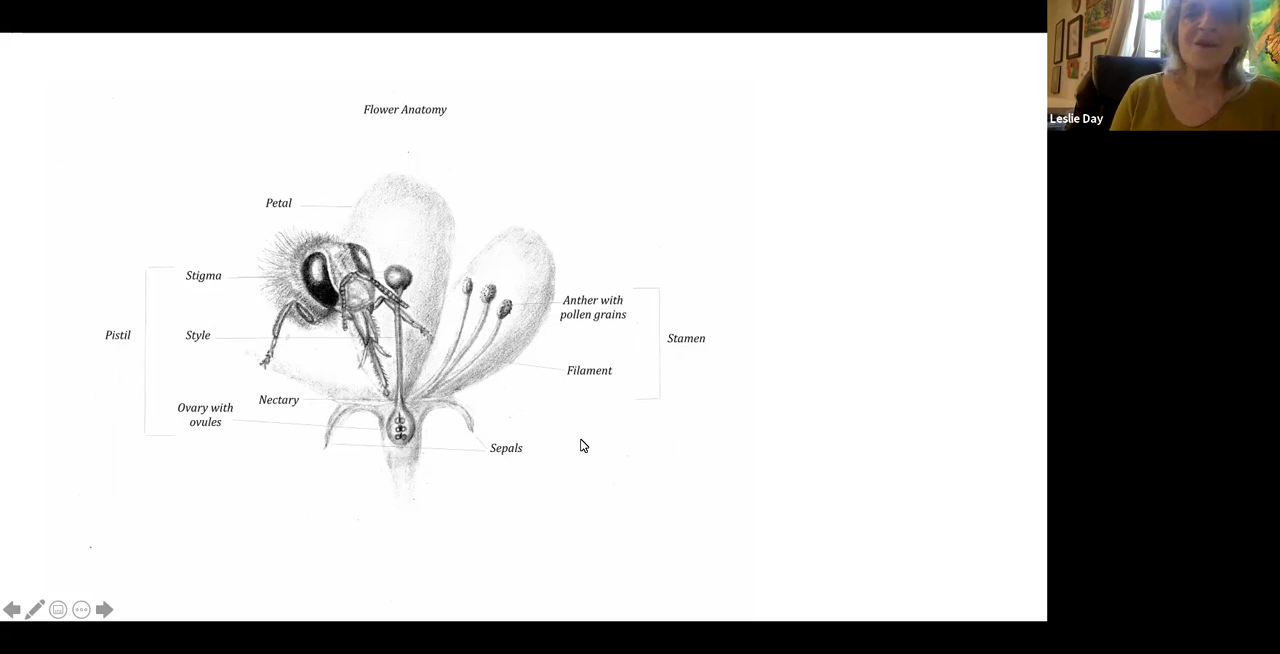 Flower Anatomy
Petal
Stigma
Pistil
Style
Nectary
Ovary with
ovules
Anther with
pollen grains
Stamen
Filament
Sepals
Leslie Day